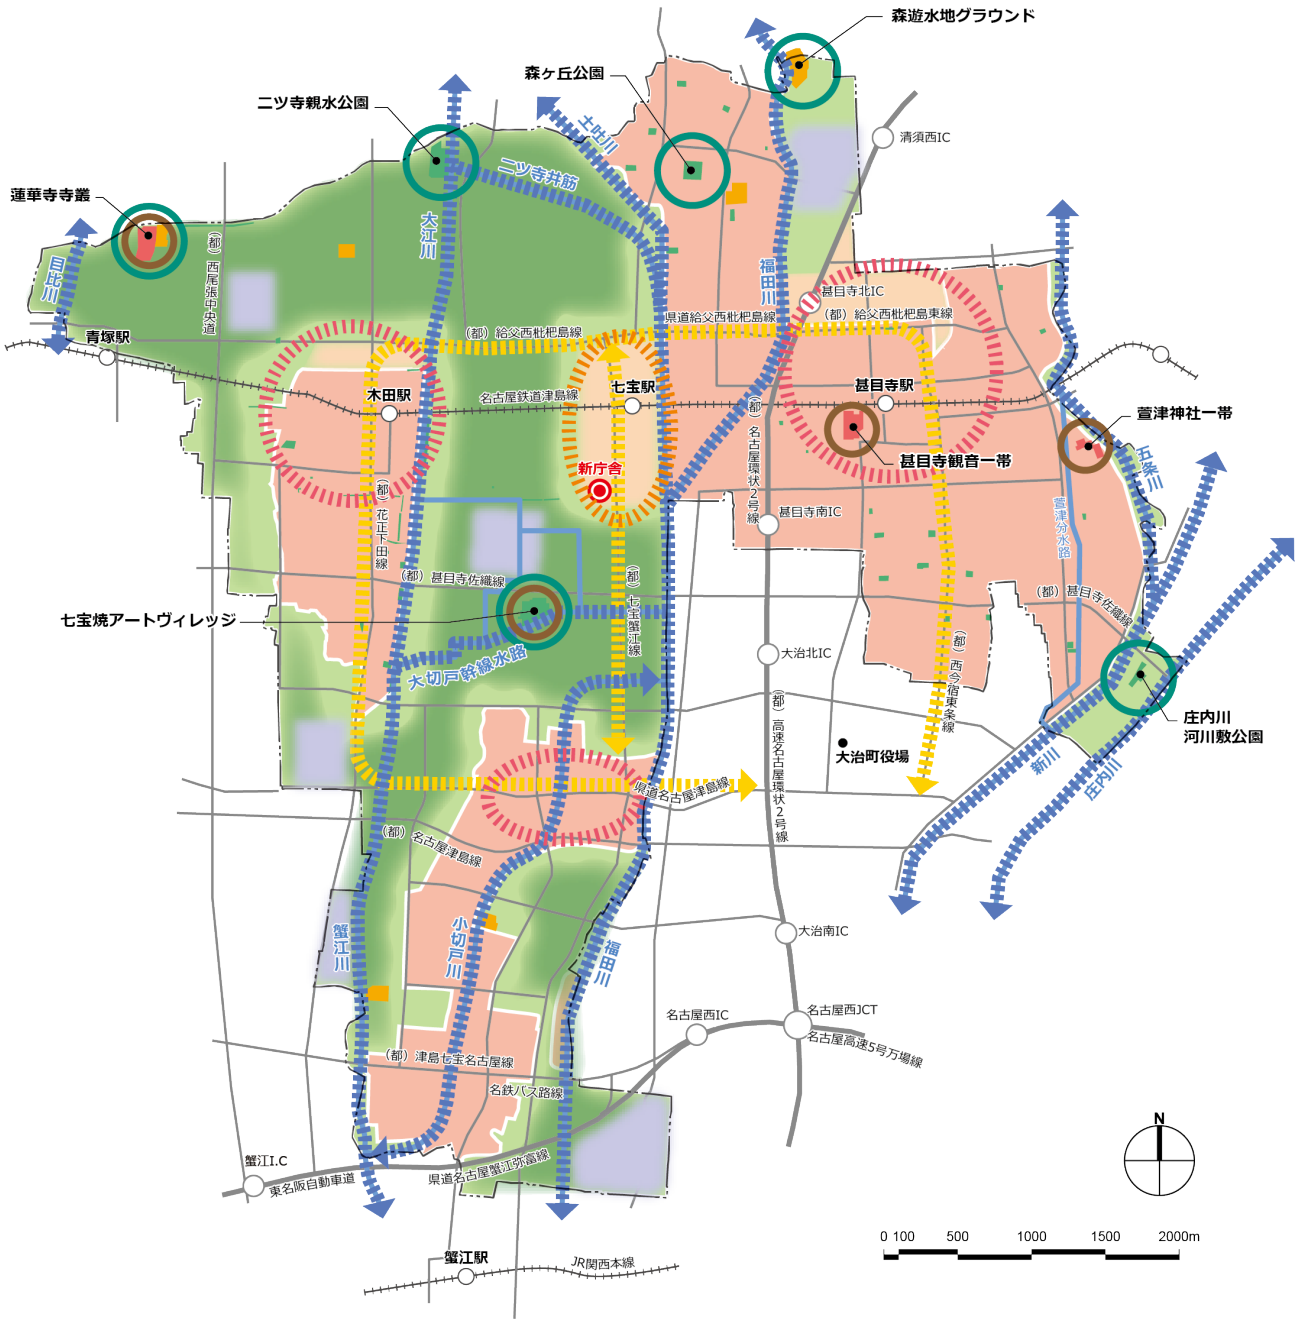 森遊水地グラウンド
森ヶ丘公園
二ツ寺親水公園
土吐川
清須西IC
二ツ寺井筋
蓮華寺寺叢
大江川
（都）西尾張中央道
目比川
福田川
甚目寺北IC
県道給父西枇杷島線
（都）給父西枇杷島東線
（都）給父西枇杷島線
青塚駅
木田駅
名古屋鉄道津島線
七宝駅
甚目寺駅
萱津神社一帯
（都）名古屋環状2号線
甚目寺観音一帯
五条川
新庁舎
（都）花正下田線
甚目寺南IC
萱津分水路
（都）甚目寺佐織線
（都）七宝蟹江線
（都）甚目寺佐織線
七宝焼アートヴィレッジ
大切戸幹線水路
大治北IC
（都）西今宿東条線
（都）高速名古屋環状2号線
庄内川
河川敷公園
大治町役場
新川
庄内川
県道名古屋津島線
（都）名古屋津島線
蟹江川
小切戸川
福田川
大治南IC
名古屋西IC
名古屋西JCT
名古屋高速5号万場線
（都）津島七宝名古屋線
名鉄バス路線
N
蟹江I.C
東名阪自動車道
県道名古屋蟹江弥富線
0 100 500 1000 1500 2000m
蟹江駅
JR関西本線